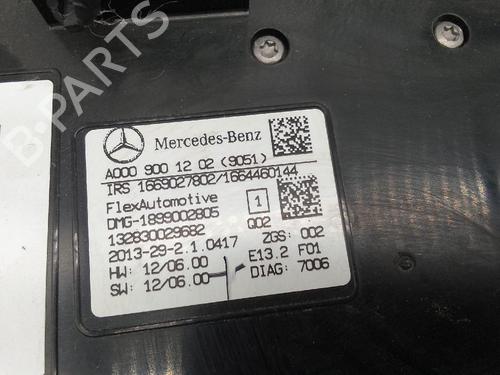 B-PARTS
Mercedes-Benz
A000 900 12 02 (9051)
IRS 1669027802/1664460144
FlexAutomotive
DMG-1899002805 1
132830029682 Q02
2013-29-2.1.0417 ZGS: 002
HW: 12/06.00 E13.2 F01
SW: 12/06.00 DIAG: 7006